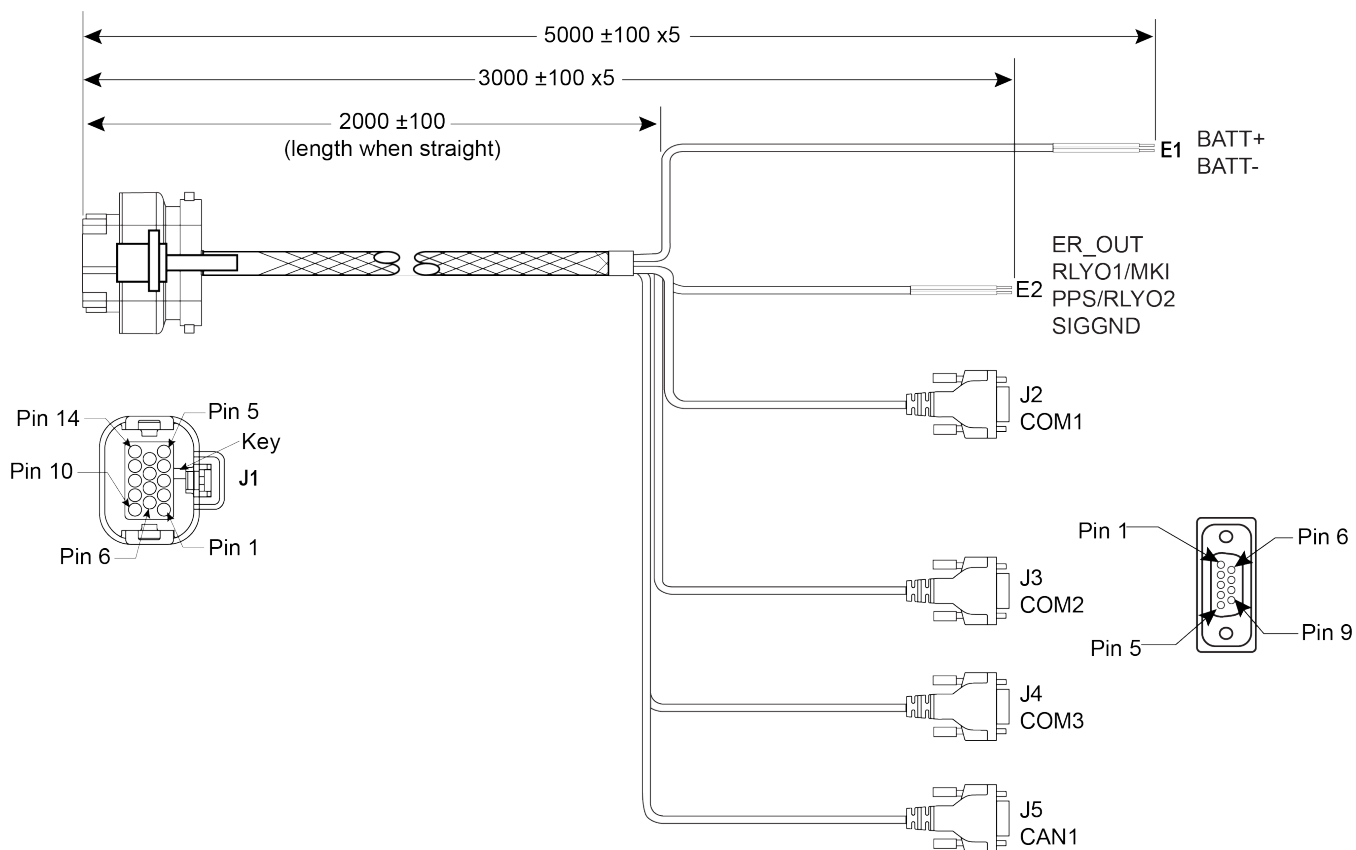 5000 ±100 x5
3000 ±100 x5
2000 ±100
(length when straight)
E1
BATT+
BATT-
E2
ER_OUT
RLYO1/MKI
PPS/RLYO2
SIGGND
J2
COM1
Pin 14
Pin 5
Key
Pin 10
J1
Pin 6
Pin 1
J3
COM2
Pin 1
Pin 6
Pin 5
Pin 9
J4
COM3
J5
CAN1